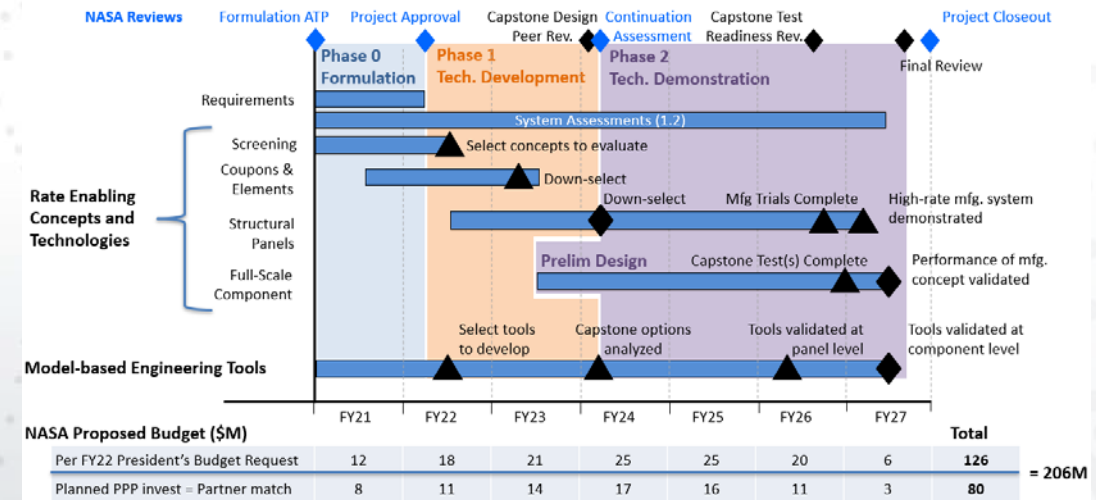 NASA Reviews
Formulation ATP
Project Approval
Capstone Design
Peer Rev.
Continuation
Assessment
Capstone Test
Readiness Rev.
Project Closeout
Final Review
Phase 0
Formulation
Phase 1
Tech. Development
Phase 2
Tech. Demonstration
Requirements
System Assessments (1.2)
Screening
Select concepts to evaluate
Coupons &
Elements
Down-select
Rate Enabling
Concepts and
Technologies
Structural
Panels
Down-select
Mfg Trials Complete
High-rate mfg. system
demonstrated
Full-Scale
Component
Prelim Design
Capstone Test(s) Complete
Performance of mfg.
concept validated
Model-based Engineering Tools
Select tools
to develop
Capstone options
analyzed
Tools validated at
panel level
Tools validated at
component level
FY21 FY22 FY23 FY24 FY25 FY26 FY27
NASA Proposed Budget ($M) Total
Per FY22 President's Budget Request 12 18 21 25 25 20 6 126
Planned PPP invest = Partner match 8 11 14 17 16 11 3 80
= 206M